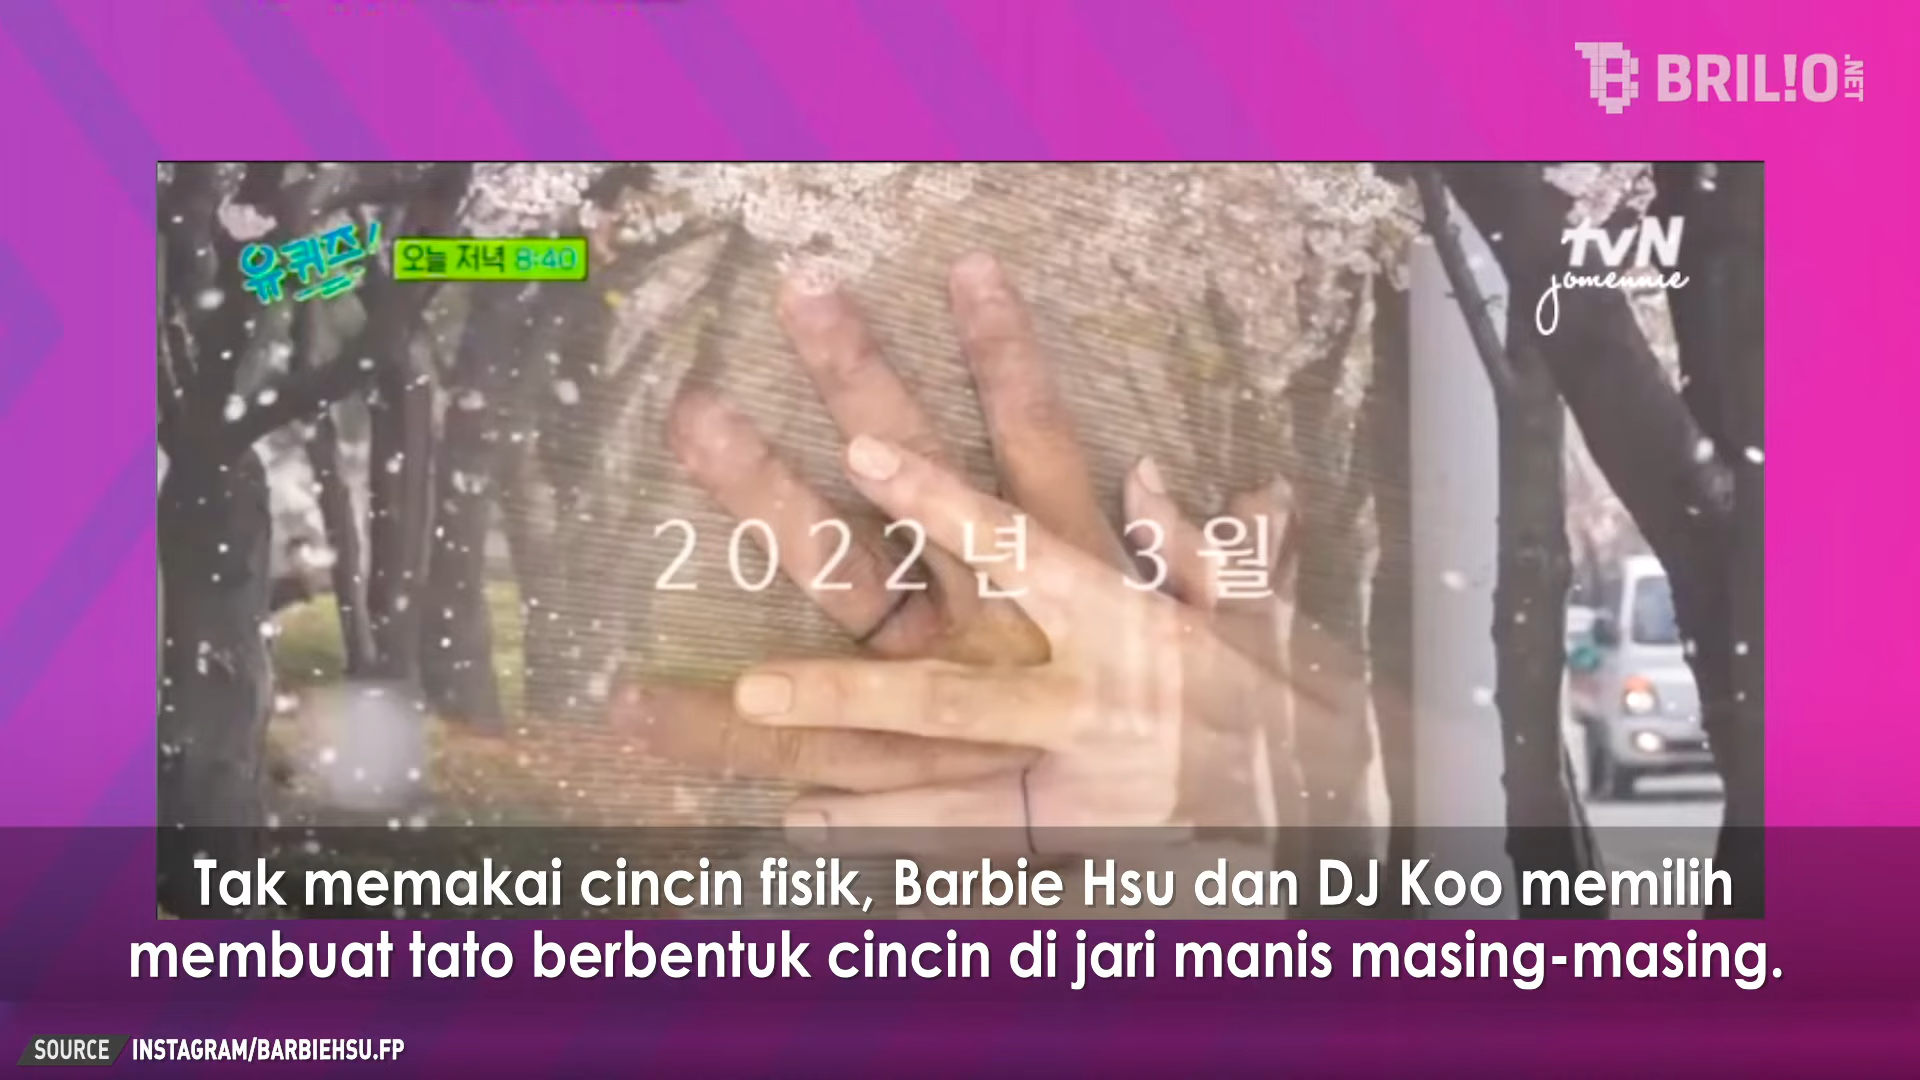 BRIL!O.NET
유퀴즈!
오늘 저녁 8:40
tvN
jomennie
2022년 3월
Tak memakai cincin fisik, Barbie Hsu dan DJ Koo memilih
membuat tato berbentuk cincin di jari manis masing-masing.
SOURCE INSTAGRAM/BARBIEHSU.FP